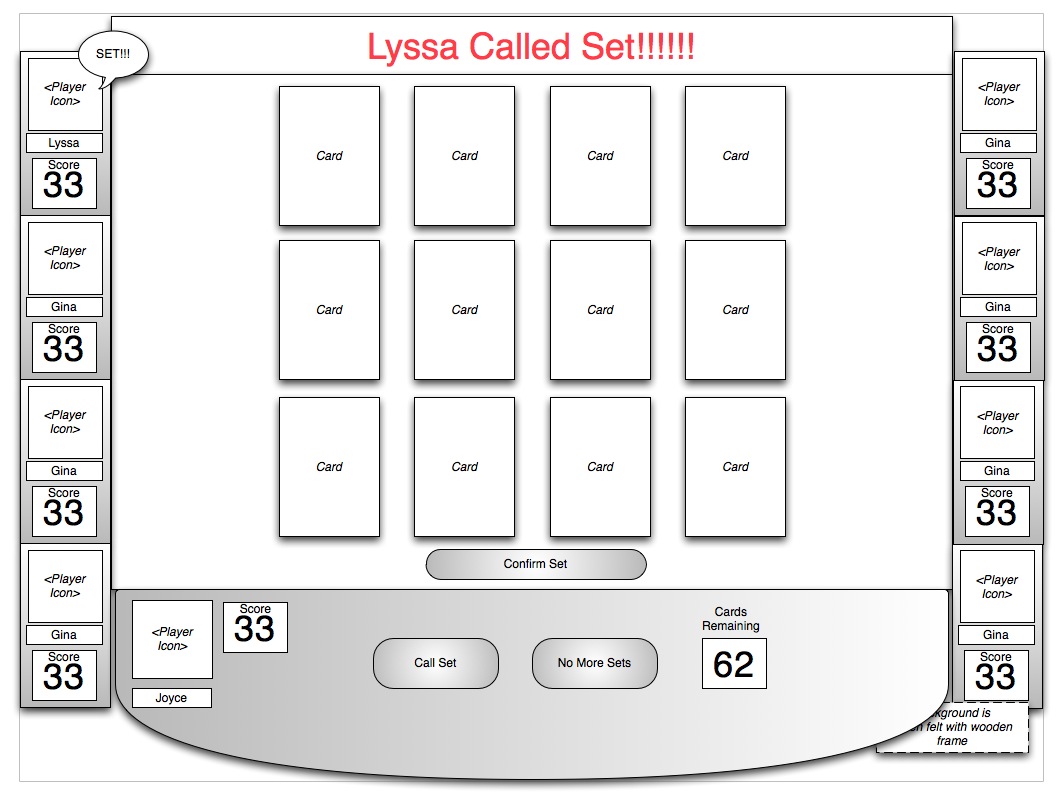 Lyssa Called Set!!!!!!
SET!!!
<Player
Icon>
Lyssa
Score
33
<Player
Icon>
Gina
Score
33
<Player
Icon>
Gina
Score
33
<Player
Icon>
Gina
Score
33
Card Card Card Card
Card Card Card Card
Card Card Card Card
Confirm Set
<Player
Icon>
Gina
Score
33
<Player
Icon>
Gina
Score
33
<Player
Icon>
Gina
Score
33
<Player
Icon>
Gina
Score
33
<Player
Icon>
Joyce
Score
33
Call Set
No More Sets
Cards
Remaining
62
is
felt with wooden
frame